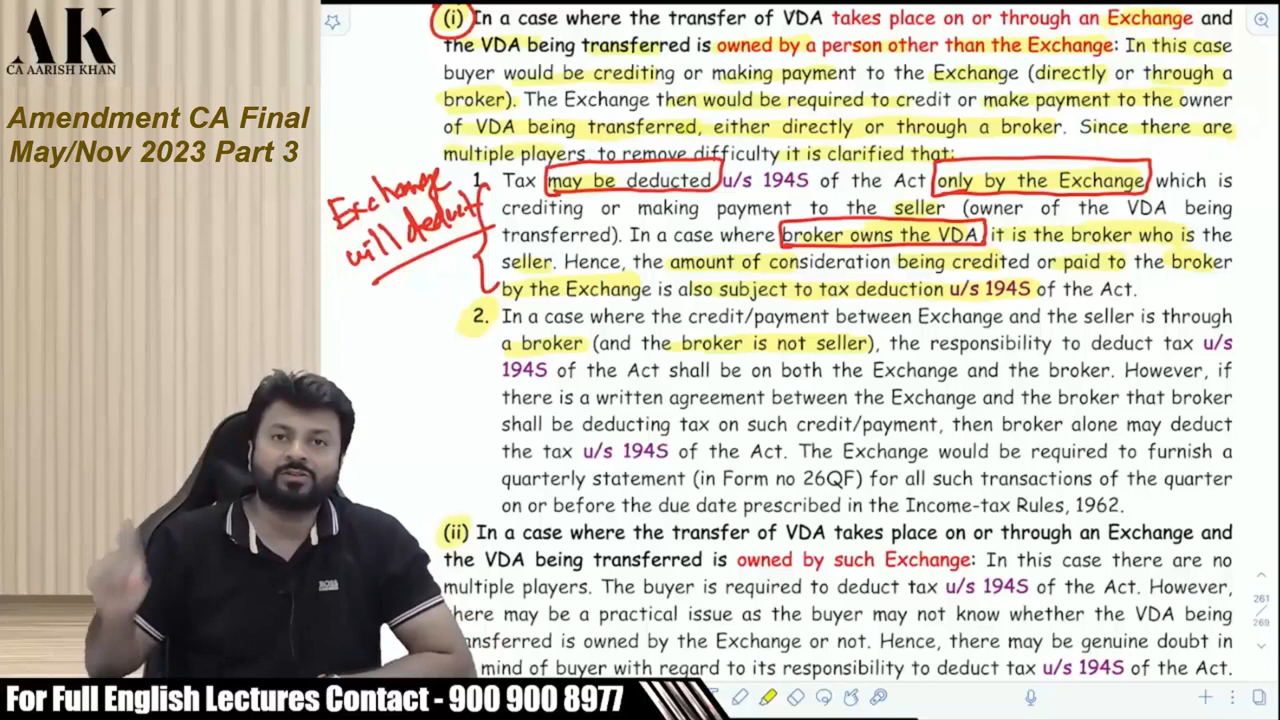 AK
CA AARISH KHAN
Amendment CA Final
May/Nov 2023 Part 3
(i) In a case where the transfer of VDA takes place on or through an Exchange and
the VDA being transferred is owned by a person other than the Exchange: In this case
buyer would be crediting or making payment to the Exchange (directly or through a
broker). The Exchange then would be required to credit or make payment to the owner
of VDA being transferred, either directly or through a broker. Since there are
multiple players, to remove difficulty it is clarified that:
1. Tax may be deducted u/s 194S of the Act only by the Exchange which is
crediting or making payment to the seller (owner of the VDA being
transferred). In a case where broker owns the VDA, it is the broker who is the
seller. Hence, the amount of consideration being credited or paid to the broker
by the Exchange is also subject to tax deduction u/s 194S of the Act.
Exchange
will deduct
2. In a case where the credit/payment between Exchange and the seller is through
a broker (and the broker is not seller), the responsibility to deduct tax u/s
194S of the Act shall be on both the Exchange and the broker. However, if
there is a written agreement between the Exchange and the broker that broker
shall be deducting tax on such credit/payment, then broker alone may deduct
the tax u/s 194S of the Act. The Exchange would be required to furnish a
quarterly statement (in Form no 26QF) for all such transactions of the quarter
on or before the due date prescribed in the Income-tax Rules, 1962.
(ii) In a case where the transfer of VDA takes place on or through an Exchange and
the VDA being transferred is owned by such Exchange: In this case there are no
multiple players. The buyer is required to deduct tax u/s 194S of the Act. However,
here may be a practical issue as the buyer may not know whether the VDA being
ansferred is owned by the Exchange or not. Hence, there may be genuine doubt in
mind of buyer with regard to its responsibility to deduct tax u/s 194S of the Act.
261
269
BOSS
For Full English Lectures Contact - 900 900 8977